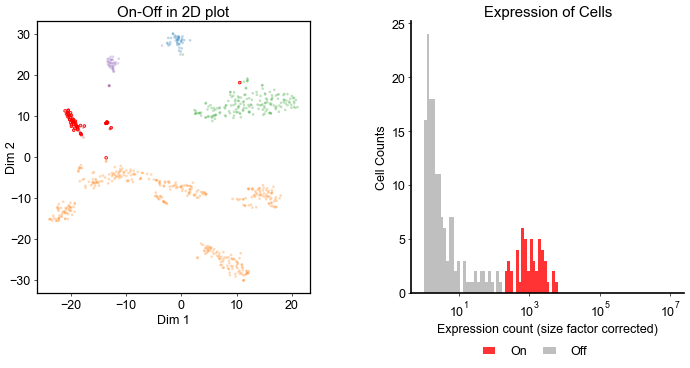 On-Off in 2D plot
Dim 2
30
20
10
0
−10
−20
−30
−20 −10 0 10 20
Dim 1
Expression of Cells
Cell Counts
25
20
15
10
5
0
10^1 10^3 10^5 10^7
Expression count (size factor corrected)
On Off